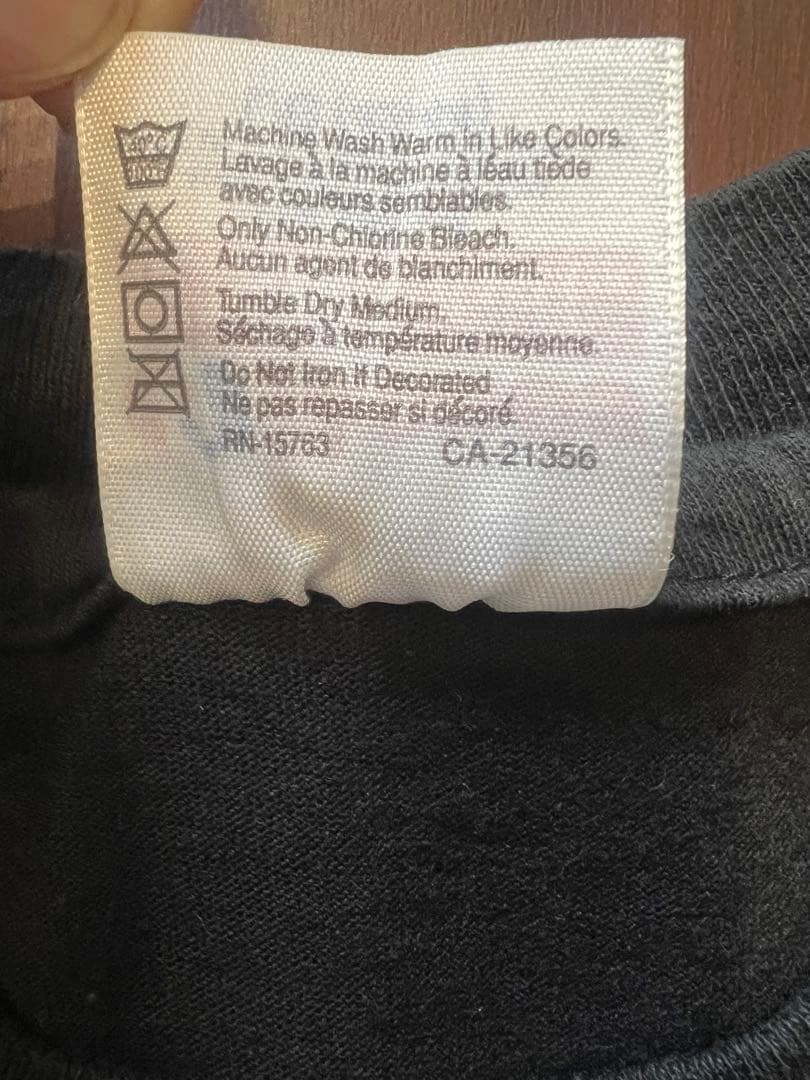 40°C
100°F
Machine Wash Warm in Like Colors.
Lavage à la machine à léau tiède
avec couleurs semblables.
Only Non-Chlorine Bleach.
Aucun agent de blanchiment.
Tumble Dry Medium.
Séchage à température moyenne.
Do Not Iron If Decorated
Ne pas repasser si décoré
RN-15763 CA-21356